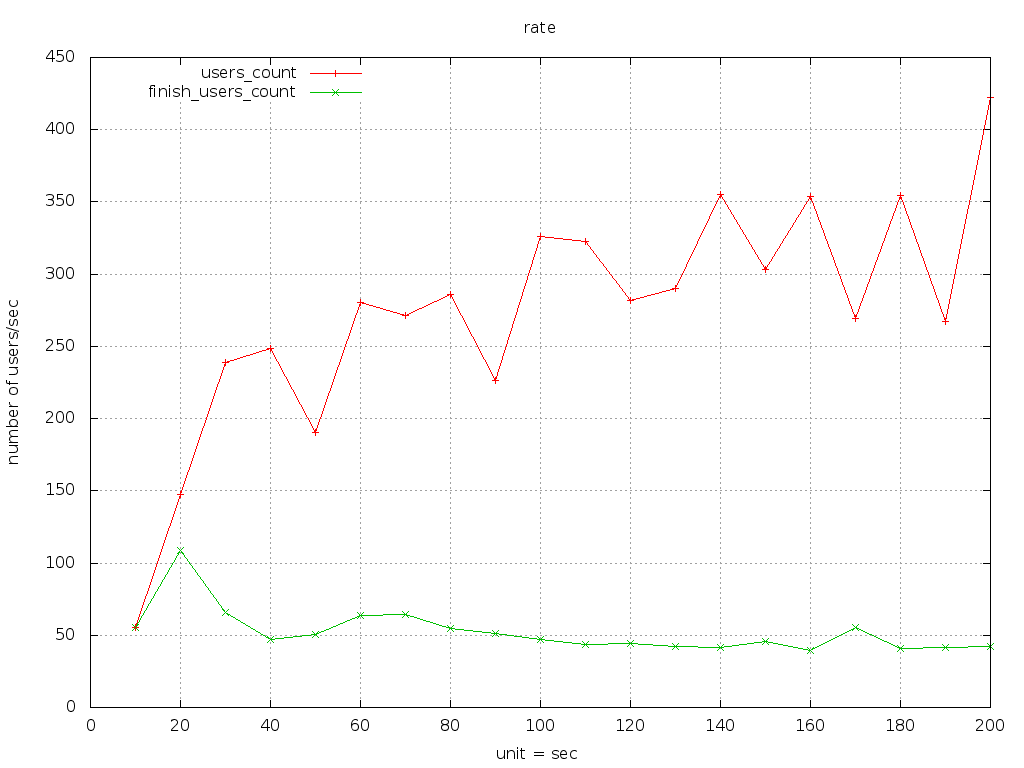 rate
users_count
finish_users_count
450
400
350
300
250
200
150
100
50
0
number of users/sec
0 20 40 60 80 100 120 140 160 180 200
unit = sec